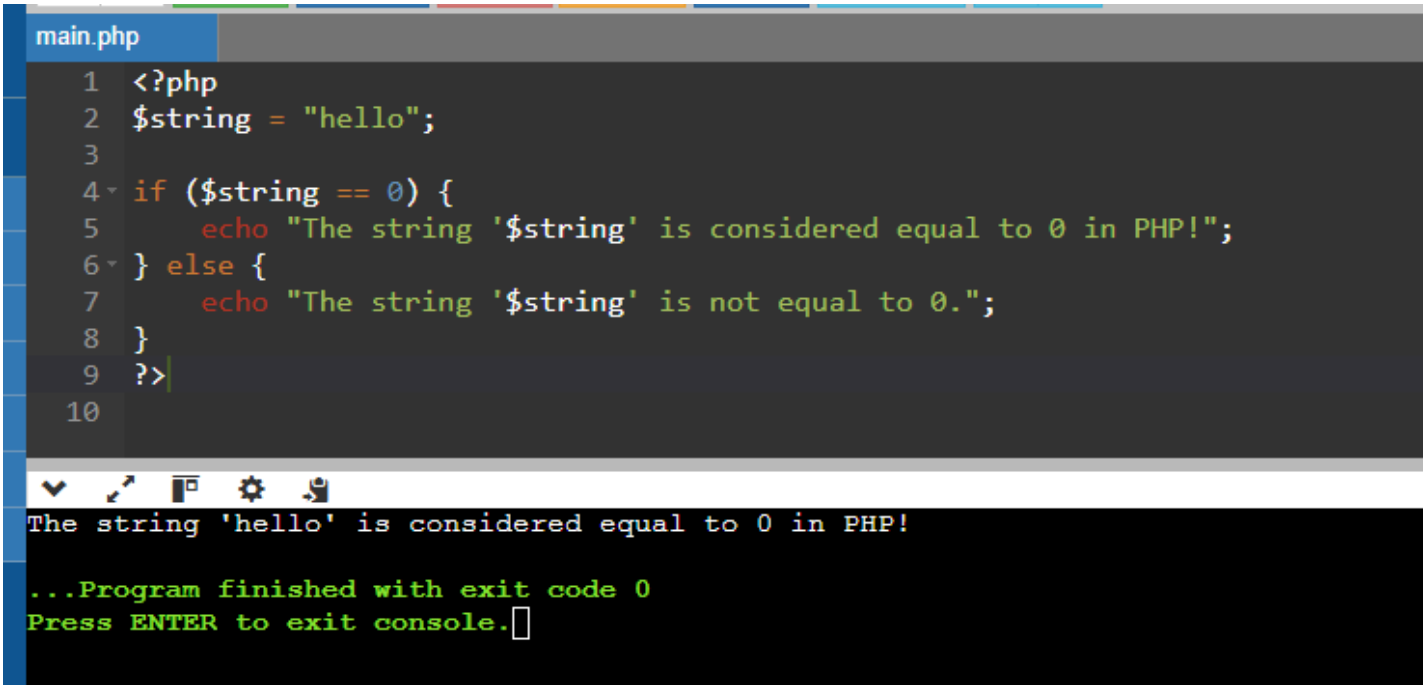 main.php
1 <?php
2 $string = "hello";
3
4 if ($string == 0) {
5     echo "The string '$string' is considered equal to 0 in PHP!";
6 } else {
7     echo "The string '$string' is not equal to 0.";
8 }
9 ?>
10
The string 'hello' is considered equal to 0 in PHP!
...Program finished with exit code 0
Press ENTER to exit console.